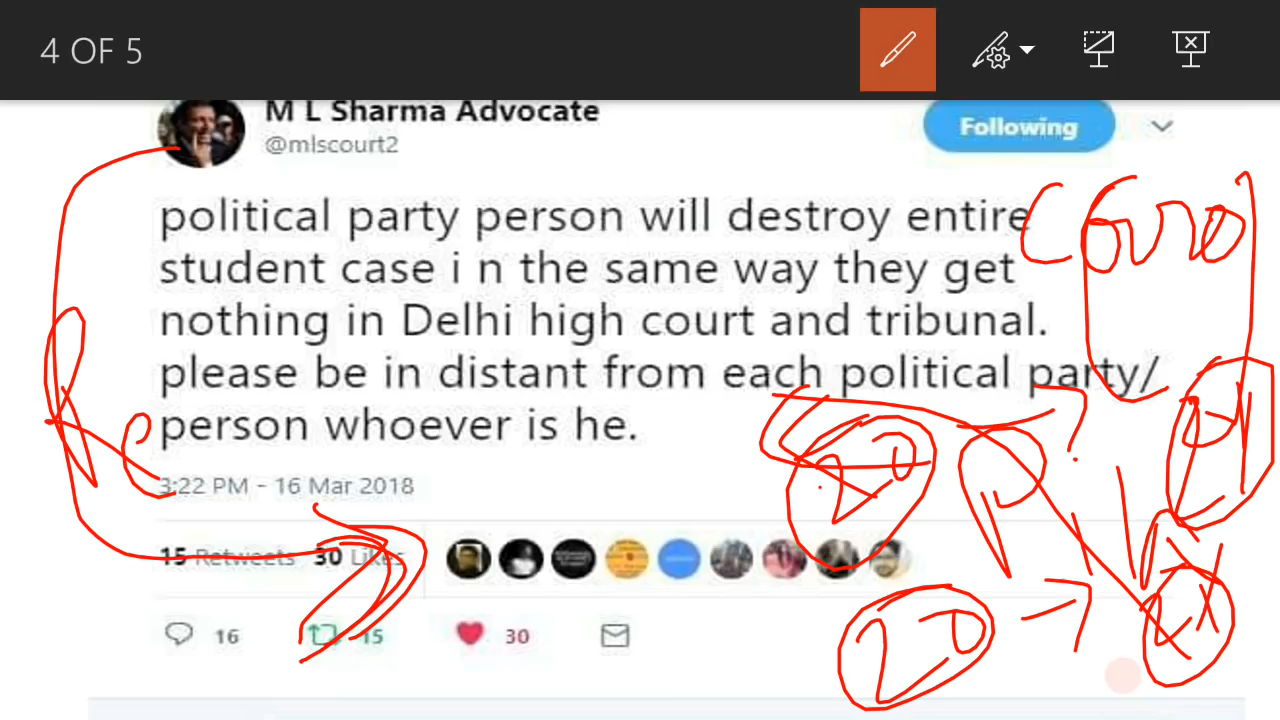 4 OF 5
M L Sharma Advocate
@mlscourt2
Following
political party person will destroy entire
student case i n the same way they get
nothing in Delhi high court and tribunal.
please be in distant from each political party/
person whoever is he.
3:22 PM - 16 Mar 2018
15 Retweets 30 Likes
16 15 30